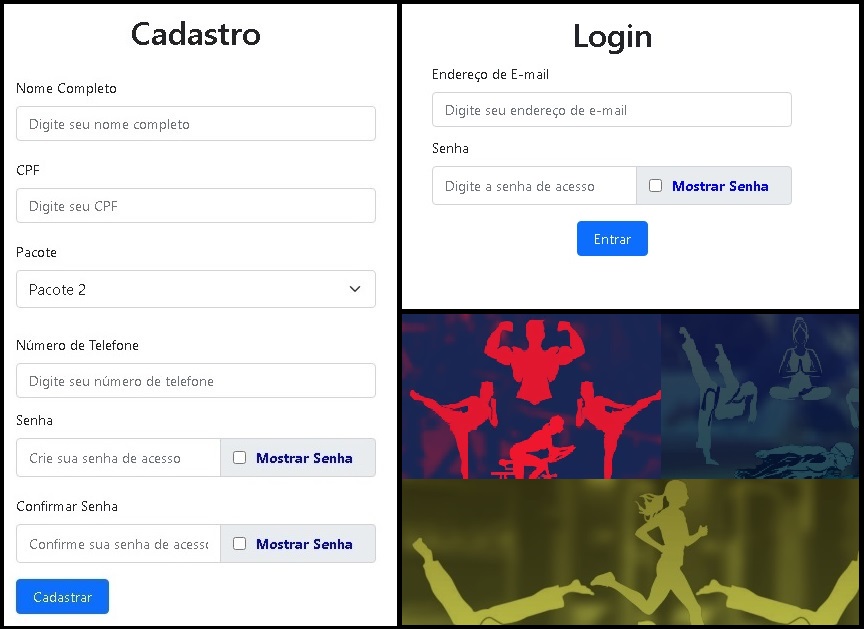 Cadastro
Nome Completo
Digite seu nome completo
CPF
Digite seu CPF
Pacote
Pacote 2
Número de Telefone
Digite seu número de telefone
Senha
Crie sua senha de acesso
Mostrar Senha
Confirmar Senha
Confirme sua senha de acesso
Mostrar Senha
Cadastrar
Login
Endereço de E-mail
Digite seu endereço de e-mail
Senha
Digite a senha de acesso
Mostrar Senha
Entrar